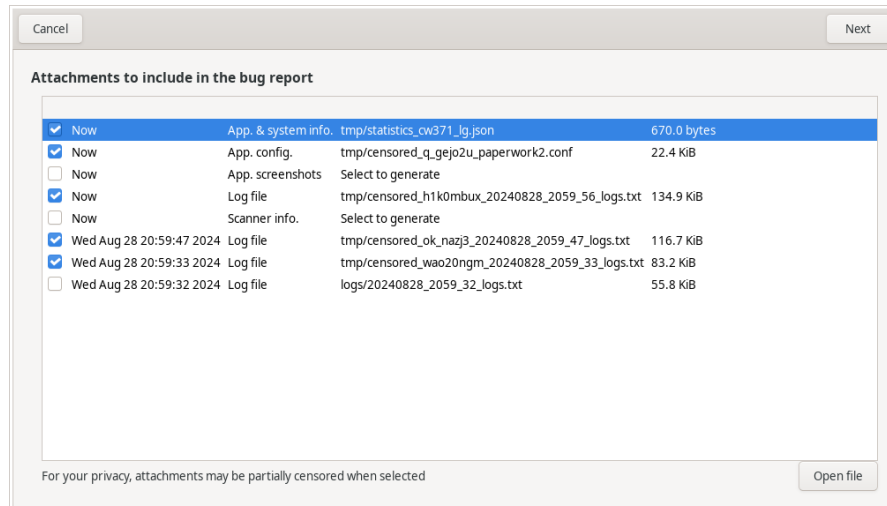 Cancel Next
Attachments to include in the bug report
Now App. & system info. tmp/statistics_cw371_lg.json 670.0 bytes
Now App. config. tmp/censored_q_gejo2u_paperwork2.conf 22.4 KiB
Now App. screenshots Select to generate
Now Log file tmp/censored_h1k0mbux_20240828_2059_56_logs.txt 134.9 KiB
Now Scanner info. Select to generate
Wed Aug 28 20:59:47 2024 Log file tmp/censored_ok_nazj3_20240828_2059_47_logs.txt 116.7 KiB
Wed Aug 28 20:59:33 2024 Log file tmp/censored_wao20ngm_20240828_2059_33_logs.txt 83.2 KiB
Wed Aug 28 20:59:32 2024 Log file logs/20240828_2059_32_logs.txt 55.8 KiB
For your privacy, attachments may be partially censored when selected Open file